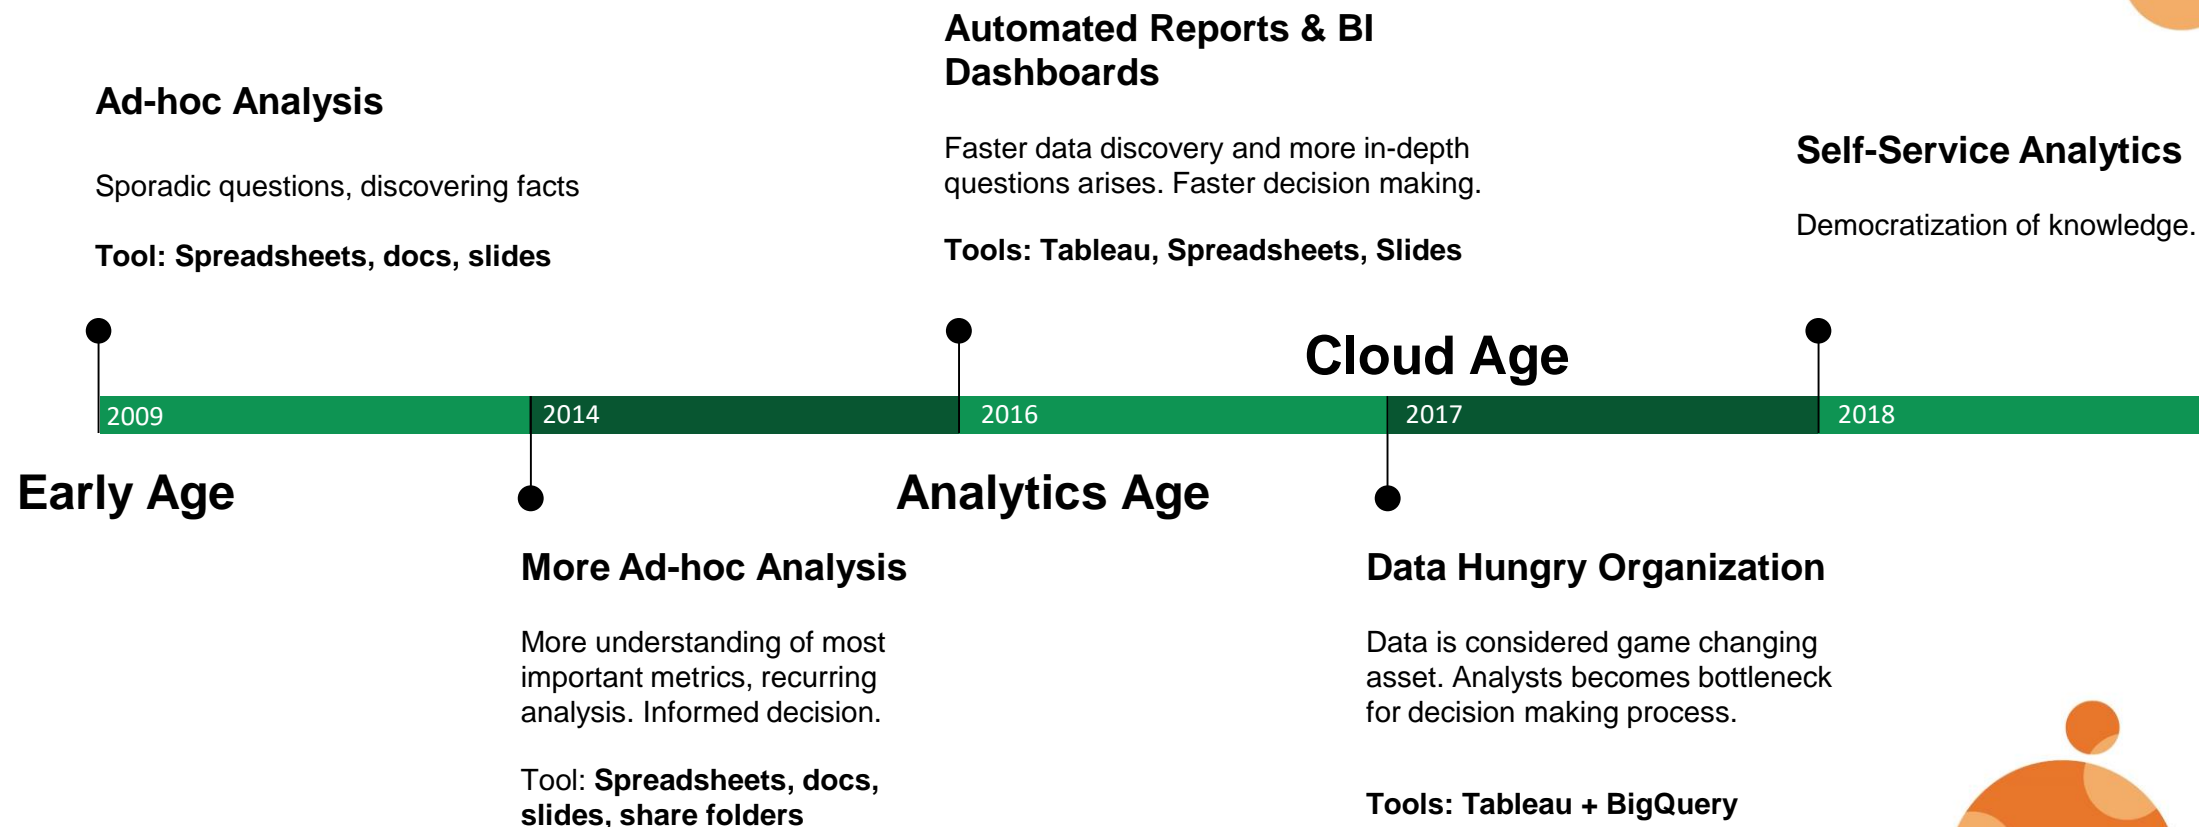 Ad-hoc Analysis
Sporadic questions, discovering facts
Tool: Spreadsheets, docs, slides
Automated Reports & BI
Dashboards
Faster data discovery and more in-depth
questions arises. Faster decision making.
Tools: Tableau, Spreadsheets, Slides
Self-Service Analytics
Democratization of knowledge.
Cloud Age
2009
2014
2016
2017
2018
Early Age
Analytics Age
More Ad-hoc Analysis
More understanding of most
important metrics, recurring
analysis. Informed decision.
Tool: Spreadsheets, docs,
slides, share folders
Data Hungry Organization
Data is considered game changing
asset. Analysts becomes bottleneck
for decision making process.
Tools: Tableau + BigQuery